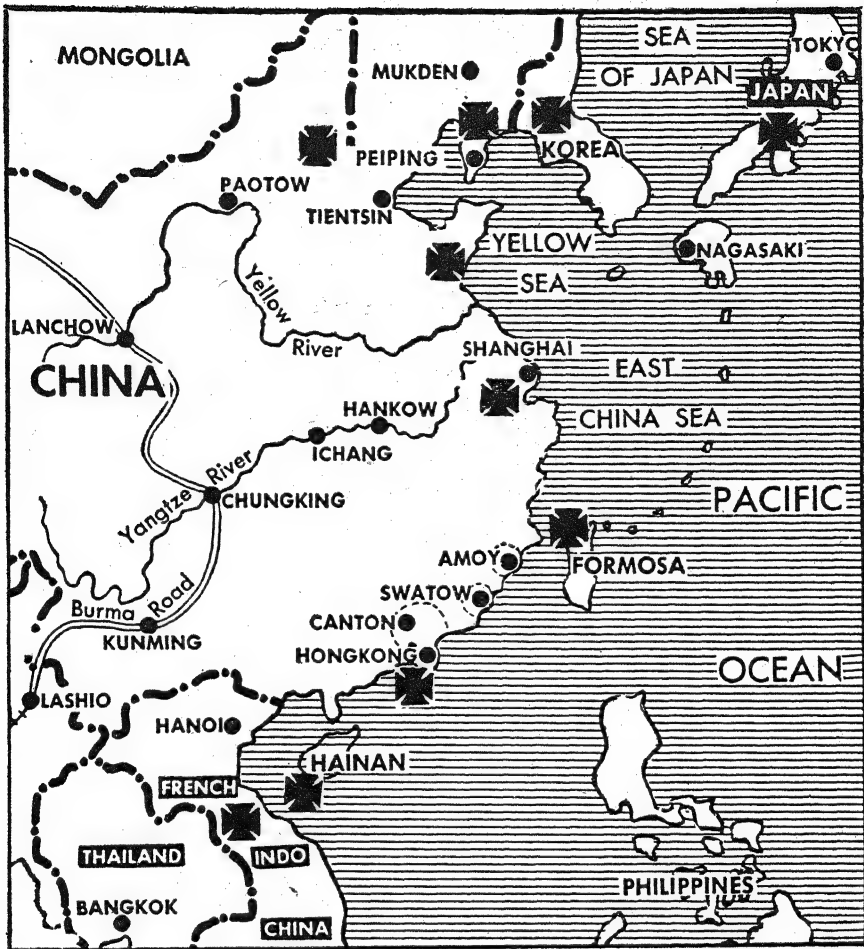 SEA
OF JAPAN
TOKYO
MONGOLIA
MUKDEN
JAPAN
PEIPING
KOREA
PAOTOW
TIENTSIN
YELLOW
SEA
NAGASAKI
Yellow
River
LANCHOW
SHANGHAI
CHINA
EAST
CHINA SEA
HANKOW
ICHANG
Yangtze River
CHUNGKING
PACIFIC
OCEAN
AMOY
FORMOSA
SWATOW
CANTON
HONGKONG
Burma Road
KUNMING
LASHIO
HANOI
HAINAN
FRENCH
INDO
CHINA
THAILAND
BANGKOK
PHILIPPINES